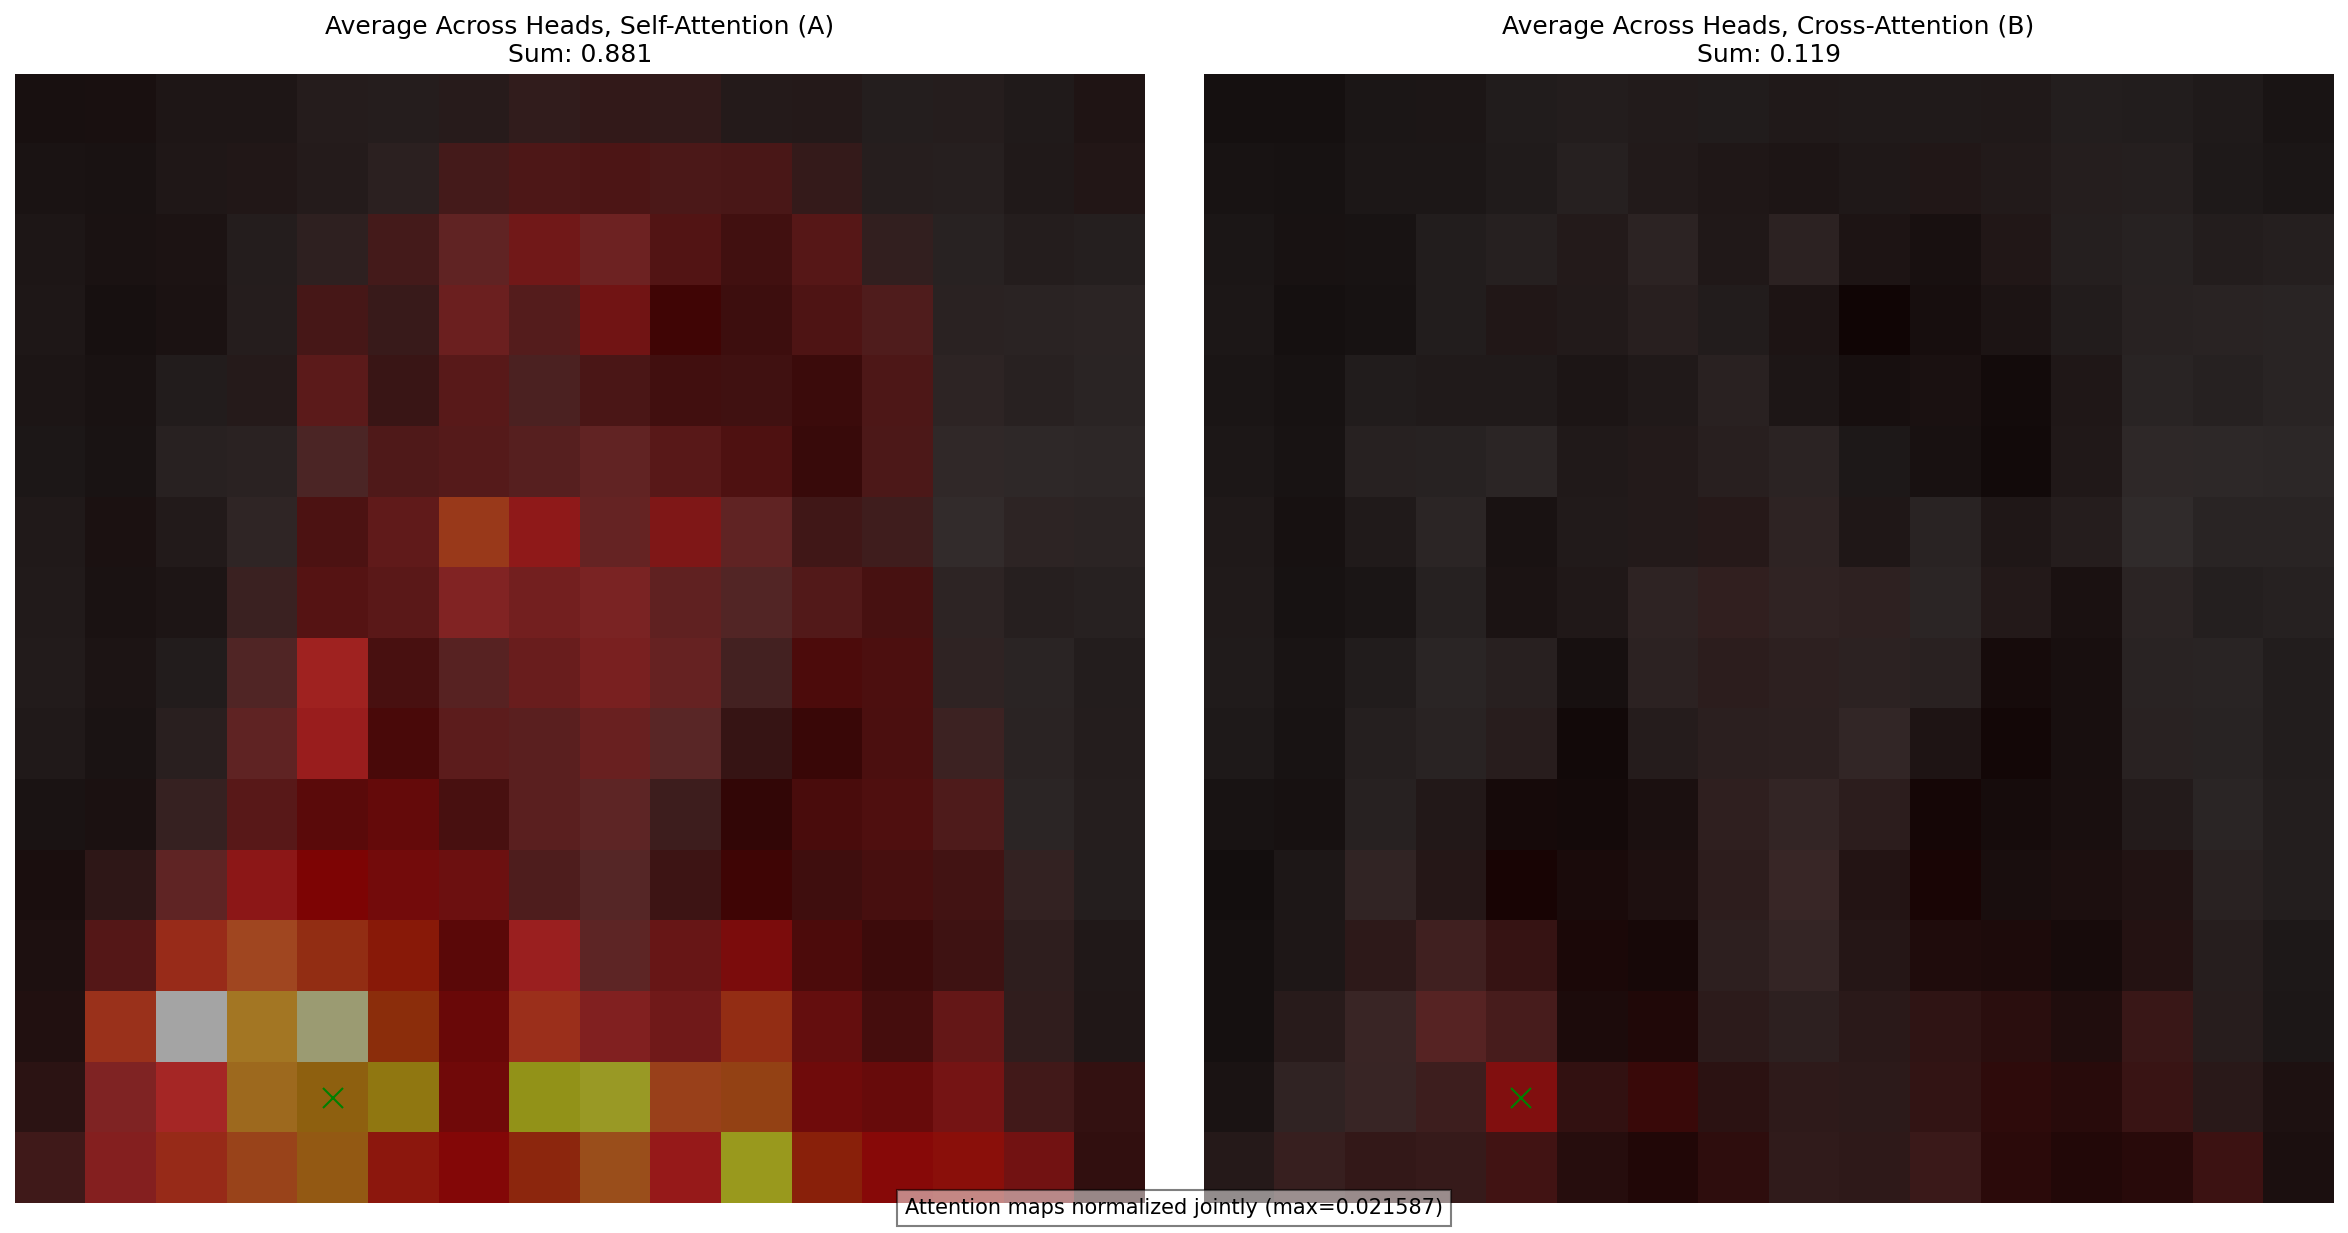 Average Across Heads, Self-Attention (A)
Sum: 0.881
Average Across Heads, Cross-Attention (B)
Sum: 0.119
Attention maps normalized jointly (max=0.021587)